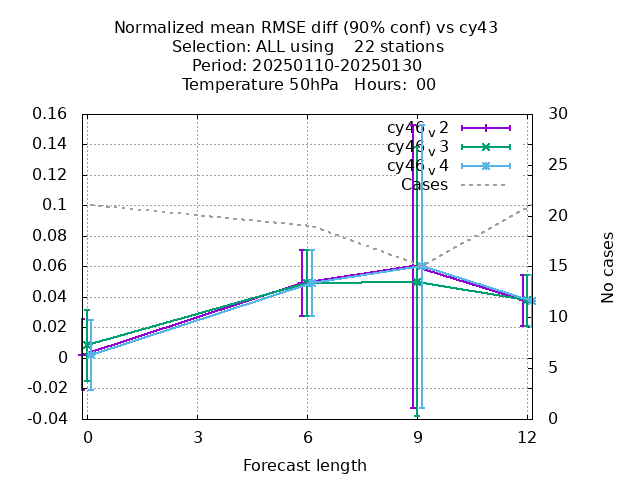 Normalized mean RMSE diff (90% conf) vs cy43
Selection: ALL using    22 stations
Period: 20250110-20250130
Temperature 50hPa   Hours:  00
0.16
0.14
0.12
0.1
0.08
0.06
0.04
0.02
0
-0.02
-0.04
30
25
20
15
10
5
0
cy46v2
cy46v3
cy46v4
Cases
No cases
0 3 6 9 12
Forecast length